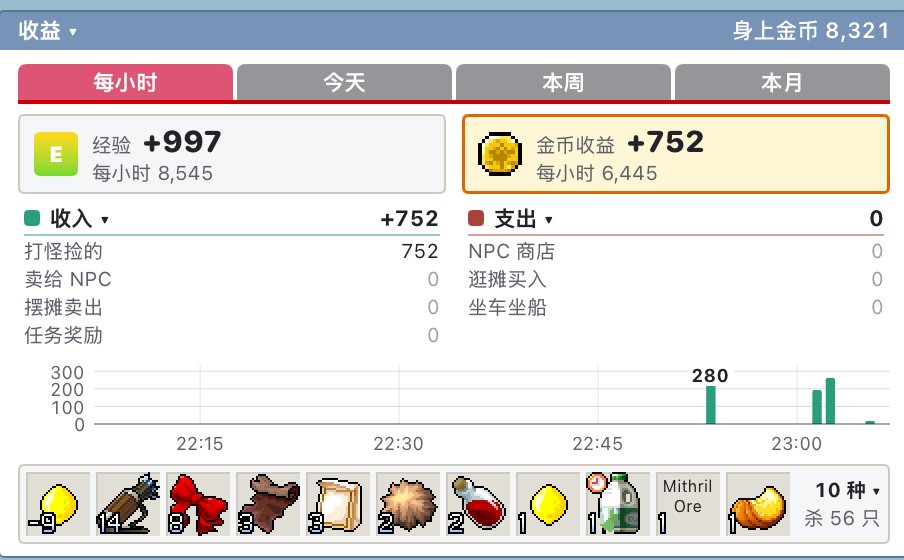 收益 ▾ 身上金币 8,321
每小时 今天 本周 本月
E 经验 +997
每小时 8,545
金币收益 +752
每小时 6,445
收入 ▾ +752
打怪捡的 752
卖给 NPC 0
摆摊卖出 0
任务奖励 0
支出 ▾ 0
NPC 商店 0
逛摊买入 0
坐车坐船 0
300
200
100
0
280
22:15 22:30 22:45 23:00
-9 14 8 3 3 2 2 1 1 Mithril Ore 1 1
10 种 ▾
杀 56 只